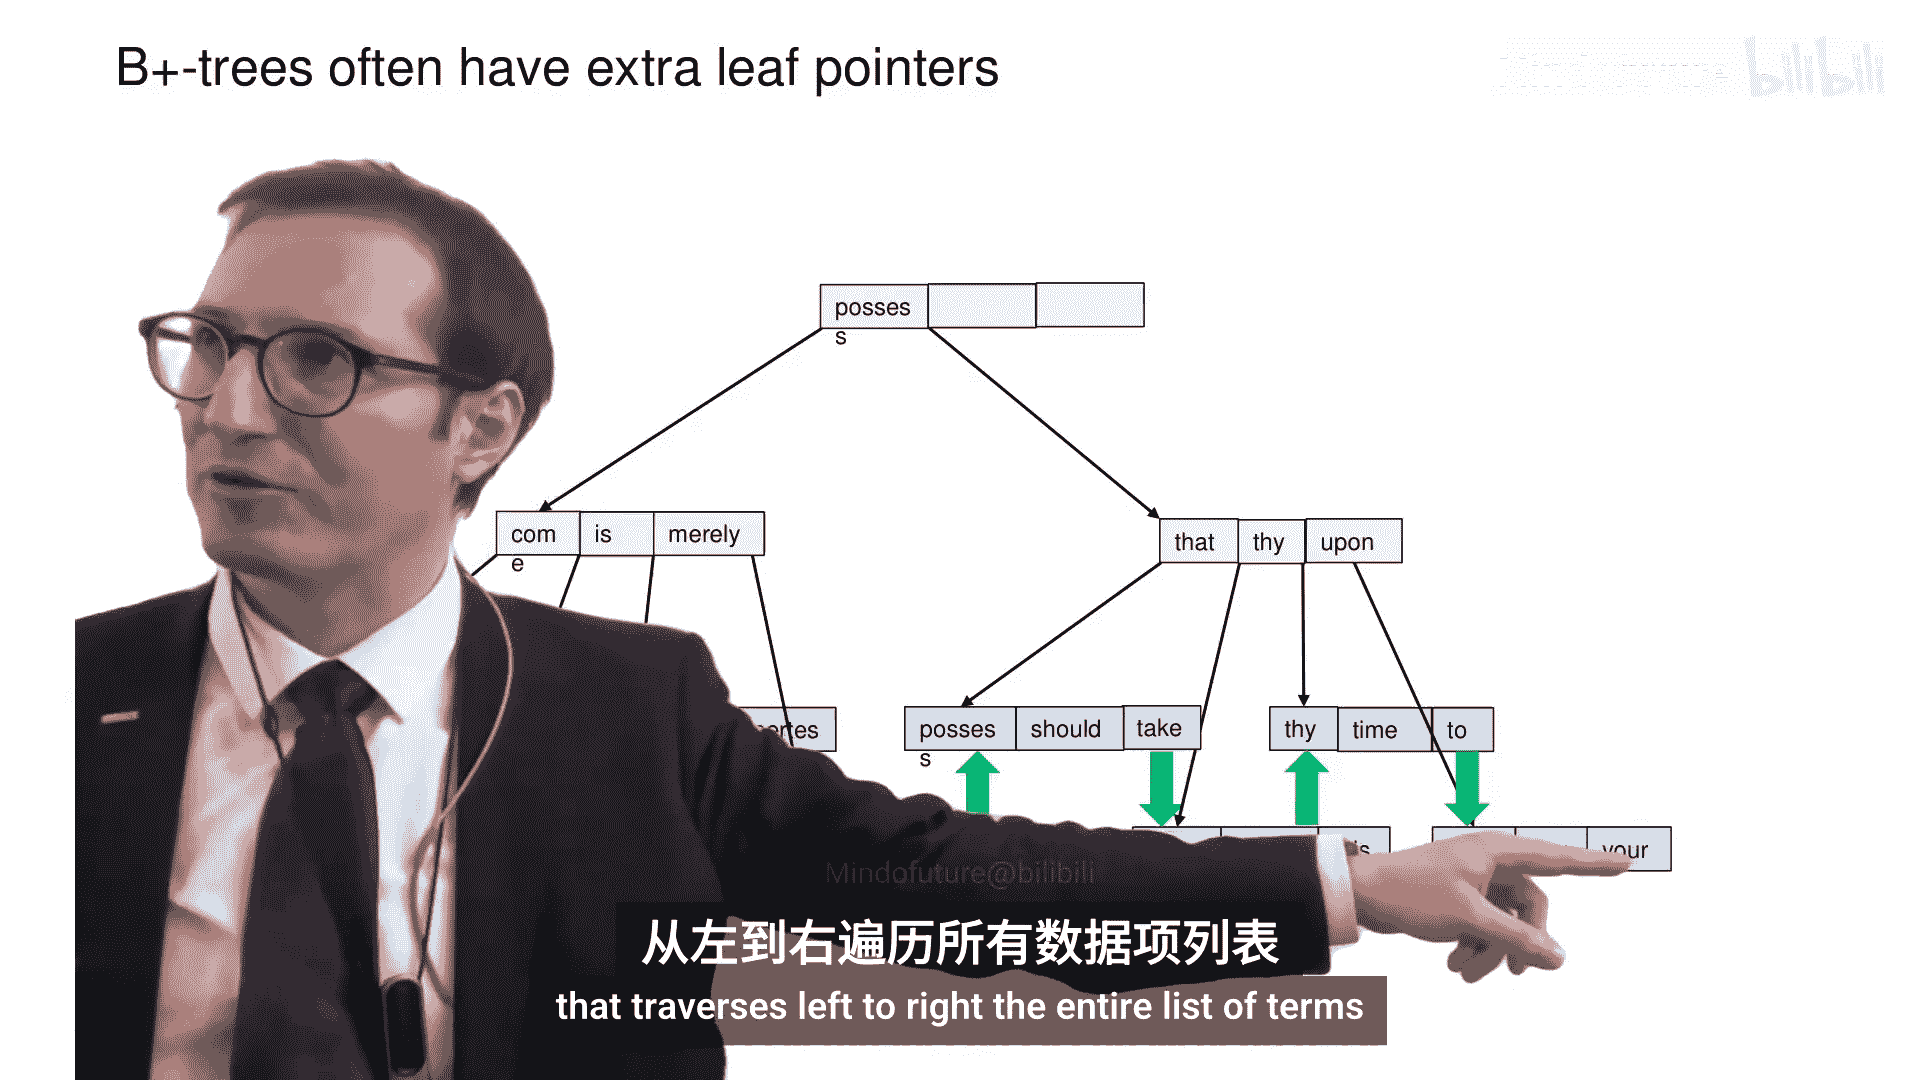 B+-trees often have extra leaf pointers
bilibili
posses
s
com
e
is
merely
that
thy
upon
posses
s
should
take
thy
time
to
your
Mindofuture@bilibili
从左到右遍历所有数据项列表
that traverses left to right the entire list of terms